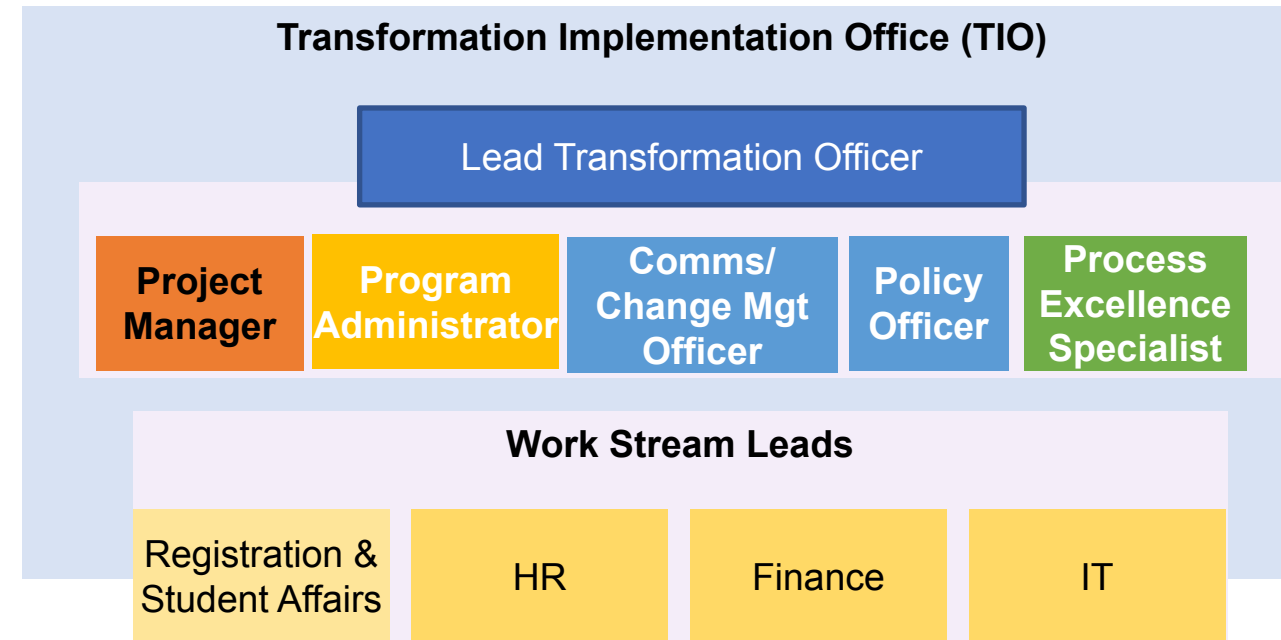 Transformation Implementation Office (TIO)
Lead Transformation Officer
Project
Manager
Program
Administrator
Comms/
Change Mgt
Officer
Policy
Officer
Process
Excellence
Specialist
Work Stream Leads
Registration &
Student Affairs
HR
Finance
IT